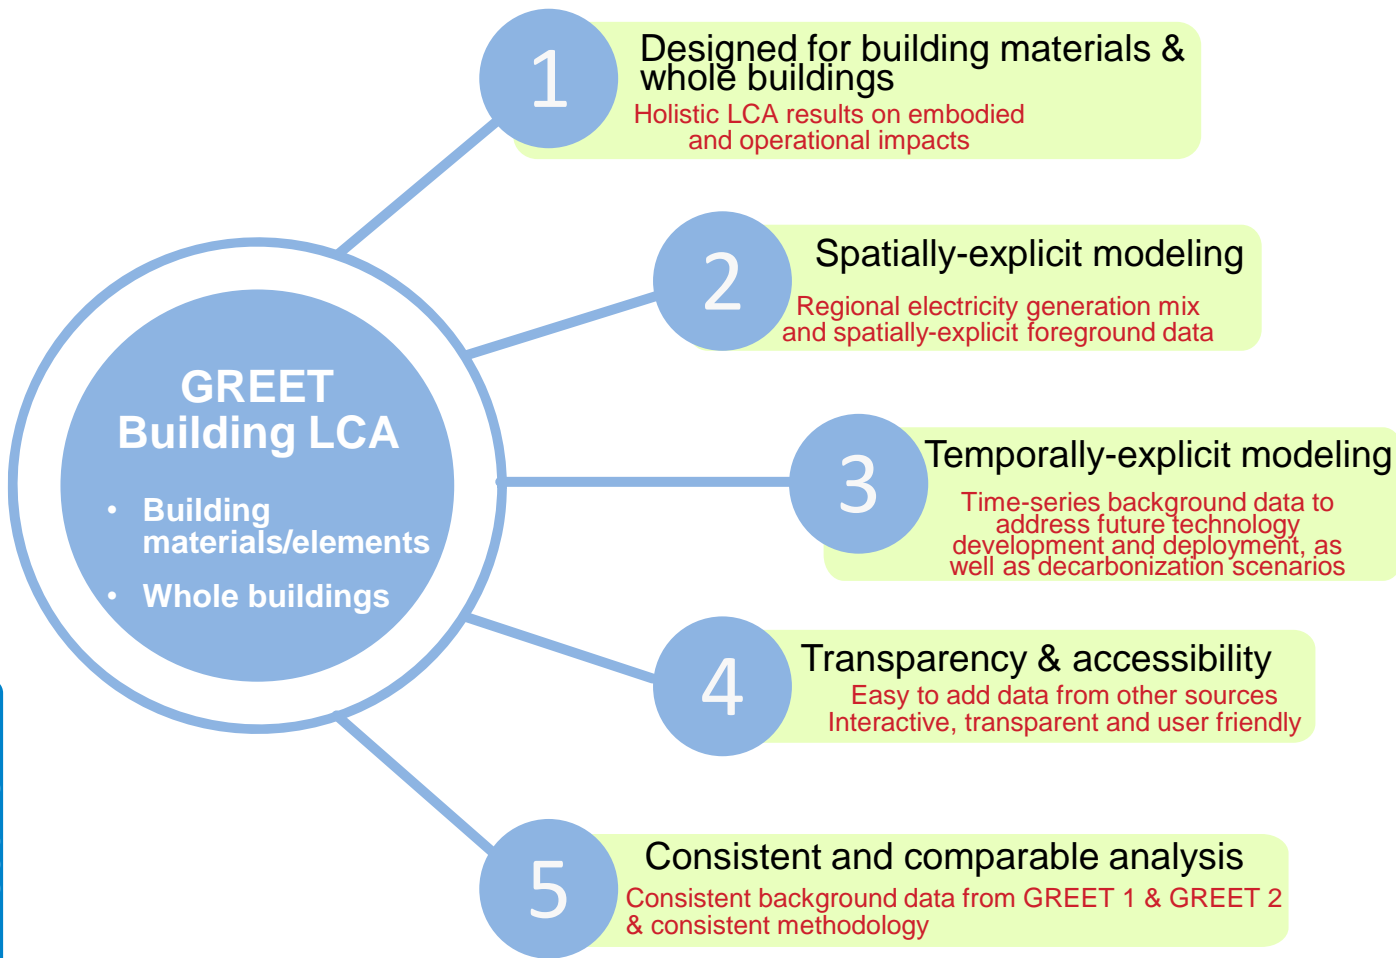 GREET
Building LCA
• Building
materials/elements
• Whole buildings
1
Designed for building materials &
whole buildings
Holistic LCA results on embodied
and operational impacts
2
Spatially-explicit modeling
Regional electricity generation mix
and spatially-explicit foreground data
3
Temporally-explicit modeling
Time-series background data to
address future technology
development and deployment, as
well as decarbonization scenarios
4
Transparency & accessibility
Easy to add data from other sources
Interactive, transparent and user friendly
5
Consistent and comparable analysis
Consistent background data from GREET 1 & GREET 2
& consistent methodology